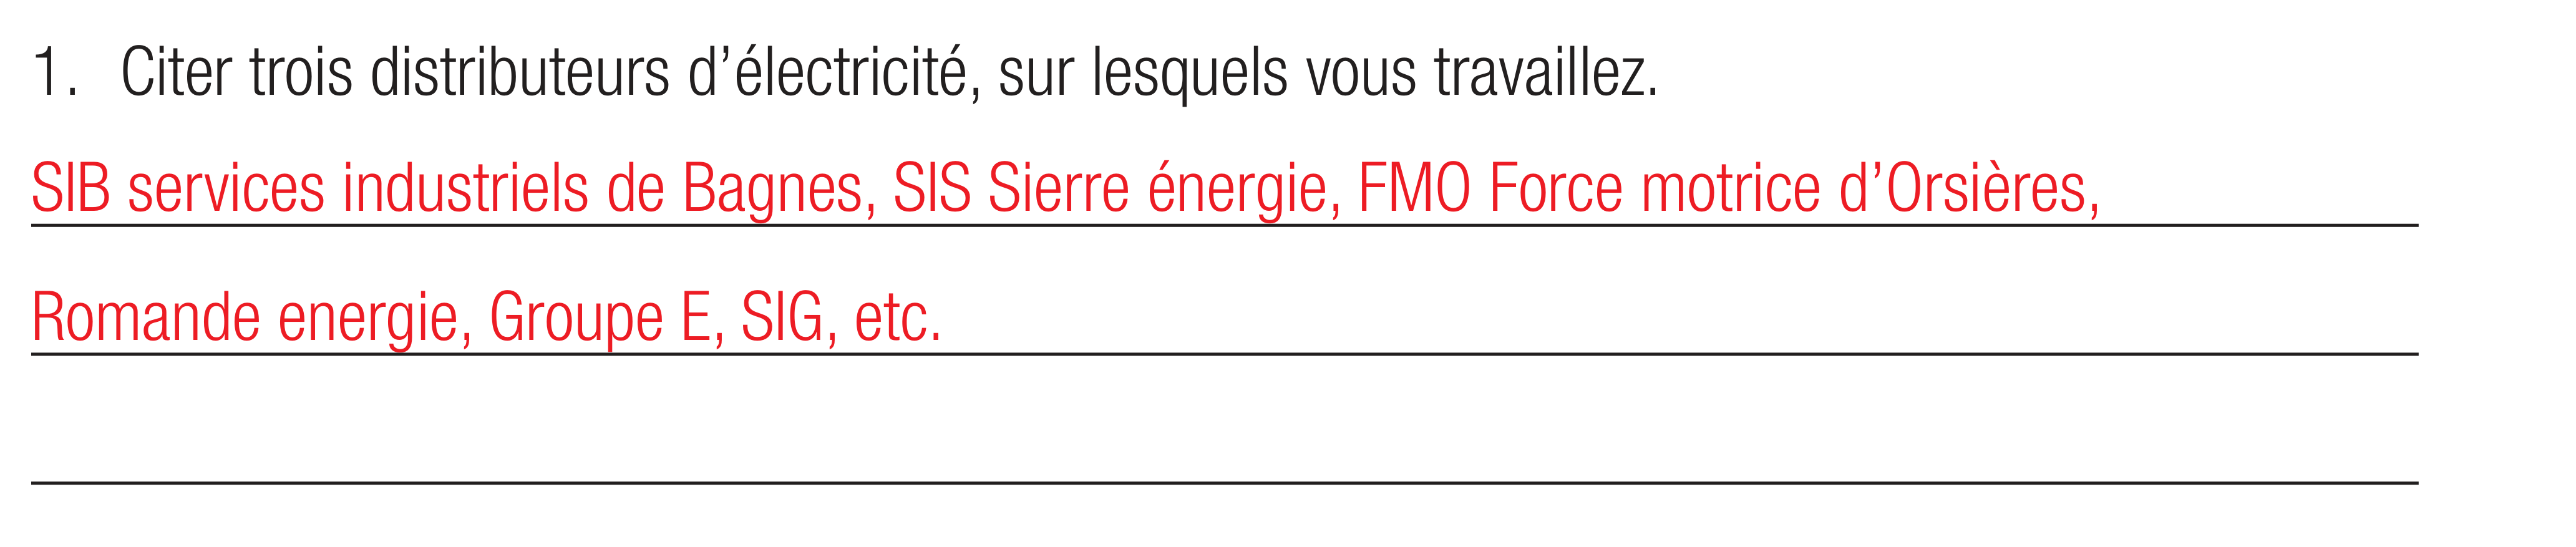 1. Citer trois distributeurs d’électricité, sur lesquels vous travaillez.
SIB services industriels de Bagnes, SIS Sierre énergie, FMO Force motrice d’Orsières,
Romande energie, Groupe E, SIG, etc.